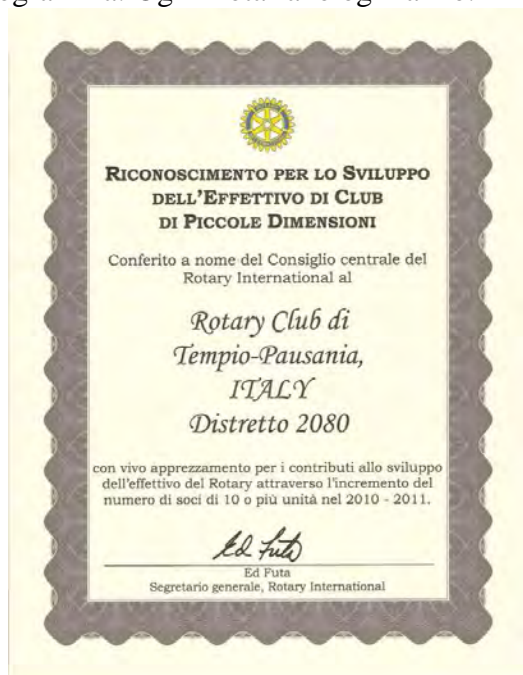 RICONOSCIMENTO PER LO SVILUPPO
DELL'EFFETTIVO DI CLUB
DI PICCOLE DIMENSIONI
Conferito a nome del Consiglio centrale del
Rotary International al
Rotary Club di
Tempio-Pausania,
ITALY
Distretto 2080
con vivo apprezzamento per i contributi allo sviluppo
dell'effettivo del Rotary attraverso l'incremento del
numero di soci di 10 o più unità nel 2010 - 2011.
Ed Futa
Ed Futa
Segretario generale, Rotary International